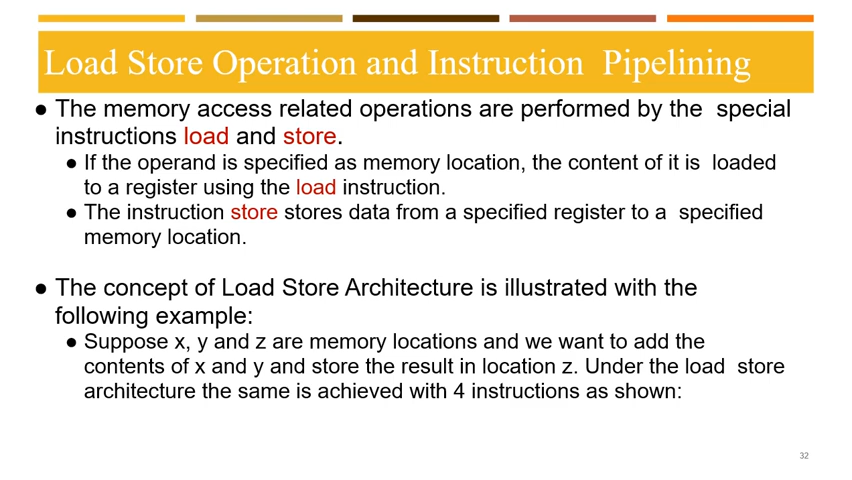 Load Store Operation and Instruction Pipelining
● The memory access related operations are performed by the special
instructions load and store.
● If the operand is specified as memory location, the content of it is loaded
to a register using the load instruction.
● The instruction store stores data from a specified register to a specified
memory location.
● The concept of Load Store Architecture is illustrated with the
following example:
● Suppose x, y and z are memory locations and we want to add the
contents of x and y and store the result in location z. Under the load store
architecture the same is achieved with 4 instructions as shown:
32